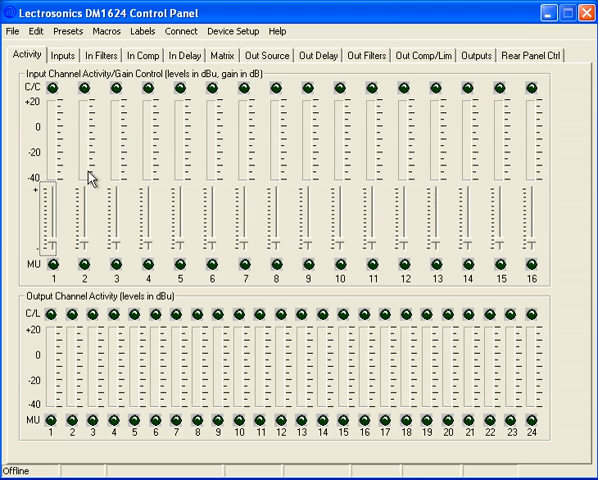 Lectrosonics DM1624 Control Panel
File Edit Presets Macros Labels Connect Device Setup Help
Activity Inputs In Filters In Comp In Delay Matrix Out Source Out Delay Out Filters Out Comp/Lim Outputs Rear Panel Ctrl
Input Channel Activity/Gain Control (levels in dBu, gain in dB)
C/C
+20
0
-20
-40
+
-
MU
1 2 3 4 5 6 7 8 9 10 11 12 13 14 15 16
Output Channel Activity (levels in dBu)
C/L
+20
0
-20
-40
MU
1 2 3 4 5 6 7 8 9 10 11 12 13 14 15 16 17 18 19 20 21 22 23 24
Offline